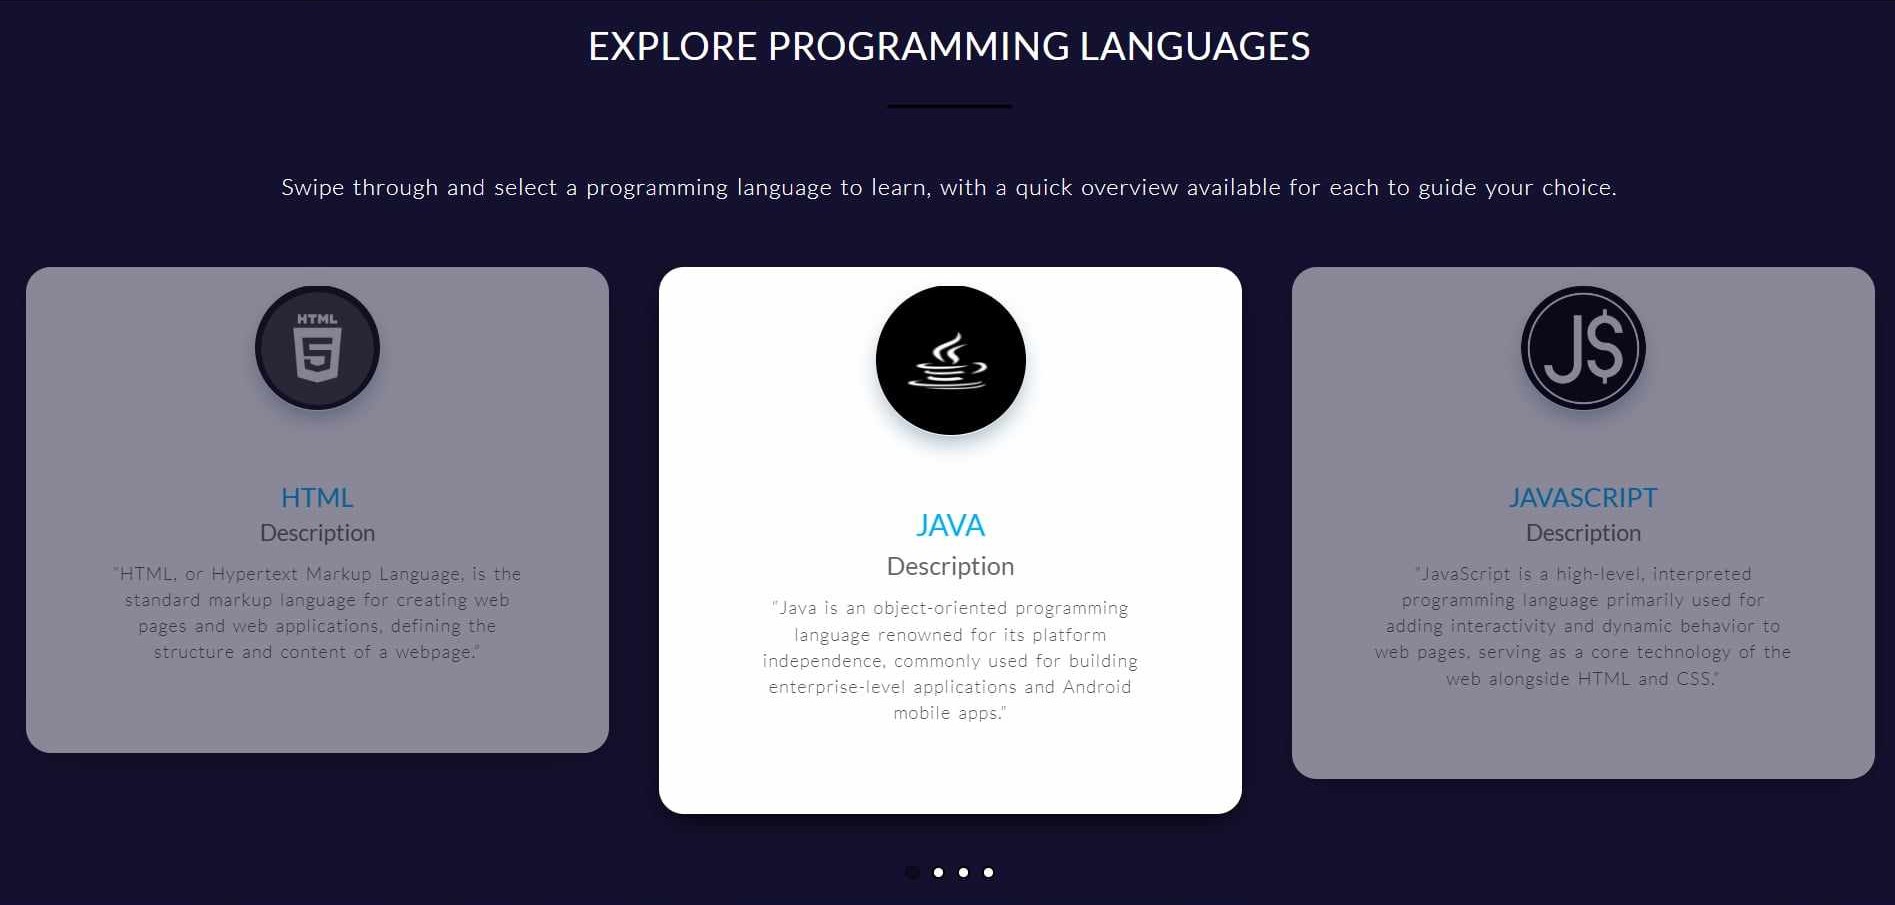 EXPLORE PROGRAMMING LANGUAGES
Swipe through and select a programming language to learn, with a quick overview available for each to guide your choice.
HTML
5
HTML
Description
"HTML, or Hypertext Markup Language, is the
standard markup language for creating web
pages and web applications, defining the
structure and content of a webpage."
JAVA
Description
"Java is an object-oriented programming
language renowned for its platform
independence, commonly used for building
enterprise-level applications and Android
mobile apps."
J$
JAVASCRIPT
Description
"JavaScript is a high-level, interpreted
programming language primarily used for
adding interactivity and dynamic behavior to
web pages, serving as a core technology of the
web alongside HTML and CSS."